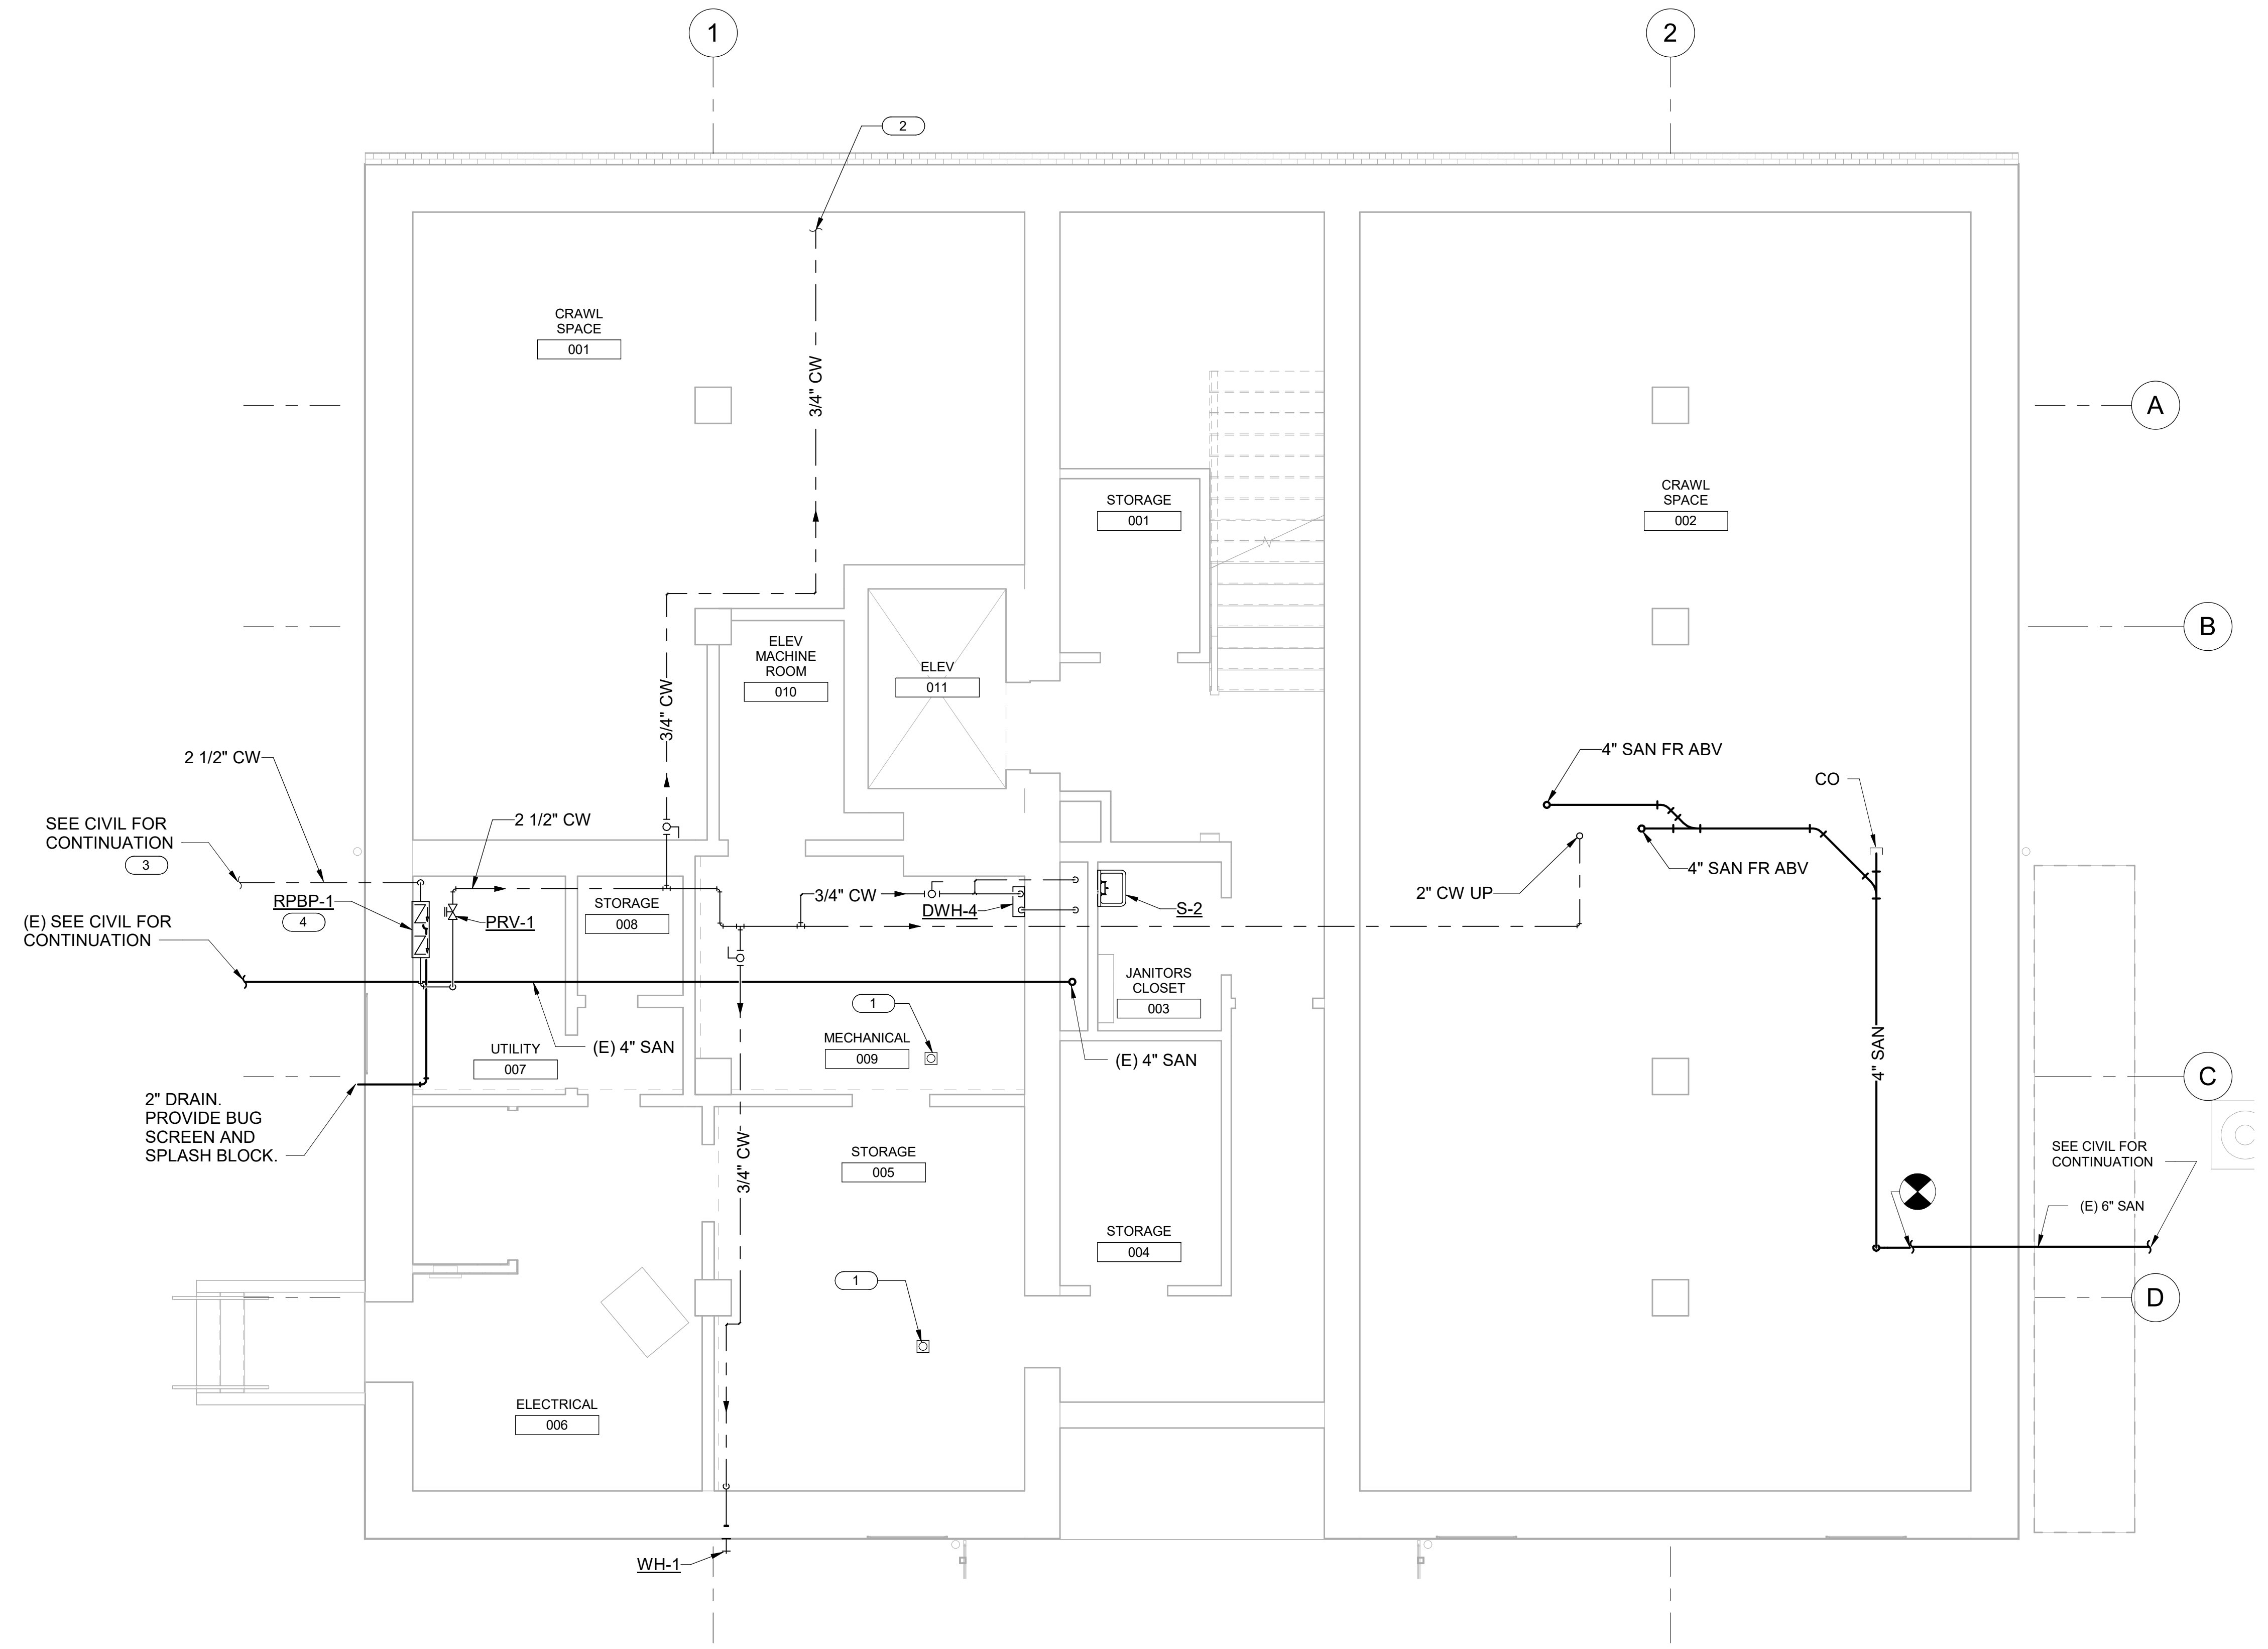 1
2
2
CRAWL
SPACE
001
3/4" CW
A
CRAWL
SPACE
002
STORAGE
001
B
ELEV
MACHINE
ROOM
010
ELEV
011
3/4" CW
2 1/2" CW
4" SAN FR ABV
CO
SEE CIVIL FOR
CONTINUATION
3
2 1/2" CW
4" SAN FR ABV
RPBP-1
4
PRV-1
STORAGE
008
3/4" CW
DWH-4
S-2
2" CW UP
(E) SEE CIVIL FOR
CONTINUATION
JANITORS
CLOSET
003
1
MECHANICAL
009
UTILITY
007
(E) 4" SAN
(E) 4" SAN
4" SAN
C
2" DRAIN.
PROVIDE BUG
SCREEN AND
SPLASH BLOCK.
3/4" CW
STORAGE
005
SEE CIVIL FOR
CONTINUATION
(E) 6" SAN
STORAGE
004
1
D
ELECTRICAL
006
WH-1